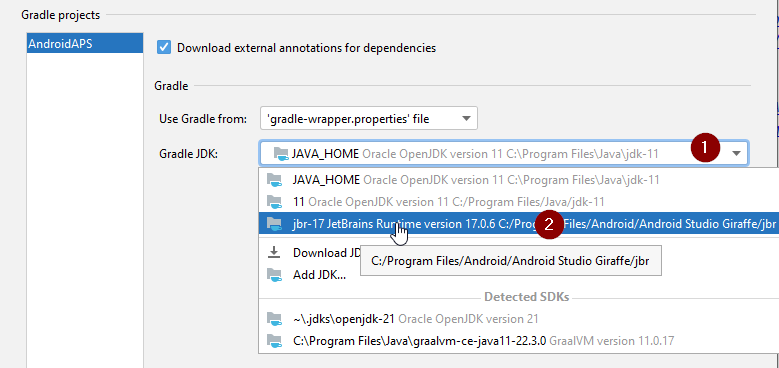 Gradle projects
AndroidAPS
Download external annotations for dependencies
Gradle
Use Gradle from: 'gradle-wrapper.properties' file
Gradle JDK: JAVA_HOME Oracle OpenJDK version 11 C:\Program Files\Java\jdk-11 1
JAVA_HOME Oracle OpenJDK version 11 C:\Program Files\Java\jdk-11
11 Oracle OpenJDK version 11 C:/Program Files/Java/jdk-11
jbr-17 JetBrains Runtime version 17.0.6 C:/Program 2 Files/Android/Android Studio Giraffe/jbr
Download JD
C:/Program Files/Android/Android Studio Giraffe/jbr
Add JDK...
Detected SDKs
~\.jdks\openjdk-21 Oracle OpenJDK version 21
C:\Program Files\Java\graalvm-ce-java11-22.3.0 GraalVM version 11.0.17